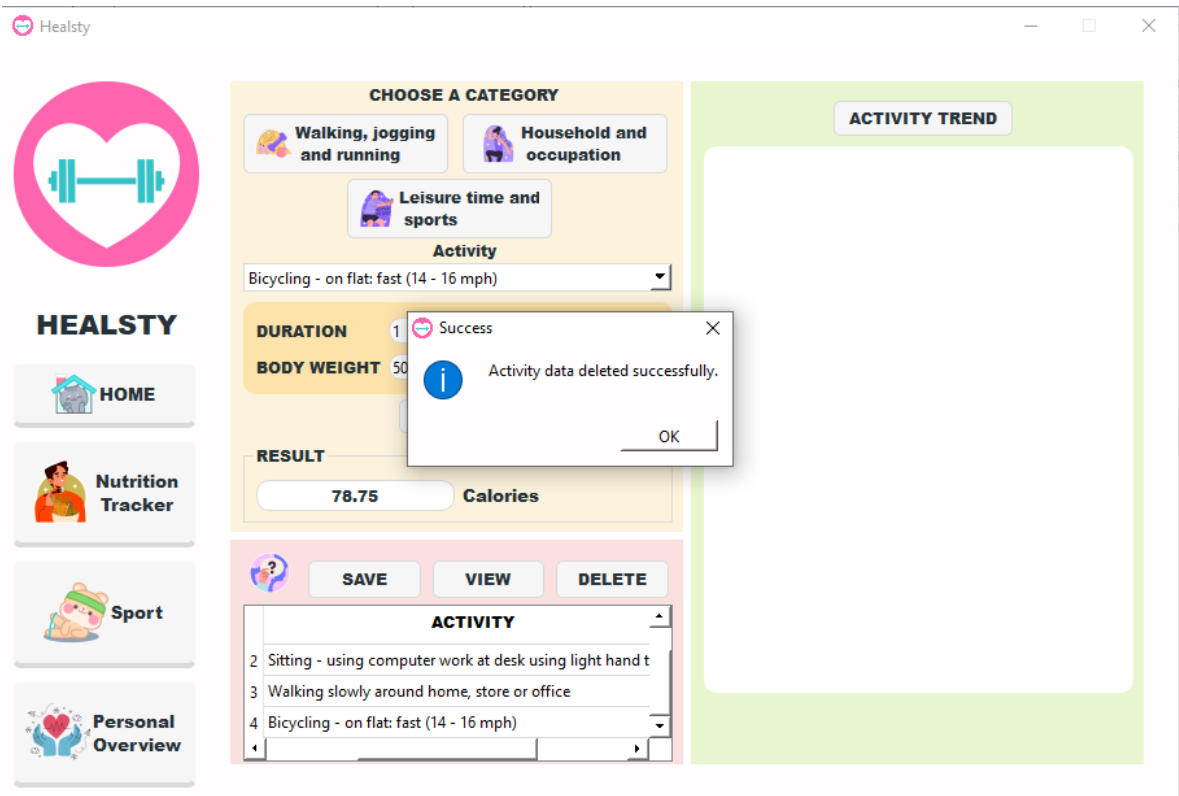 Healsty
HEALSTY
HOME
Nutrition
Tracker
Sport
Personal
Overview
CHOOSE A CATEGORY
Walking, jogging
and running
Household and
occupation
Leisure time and
sports
Activity
Bicycling - on flat: fast (14 - 16 mph)
DURATION 1
BODY WEIGHT 50
Success
Activity data deleted successfully.
OK
RESULT
78.75 Calories
SAVE VIEW DELETE
ACTIVITY
2 Sitting - using computer work at desk using light hand t
3 Walking slowly around home, store or office
4 Bicycling - on flat: fast (14 - 16 mph)
ACTIVITY TREND